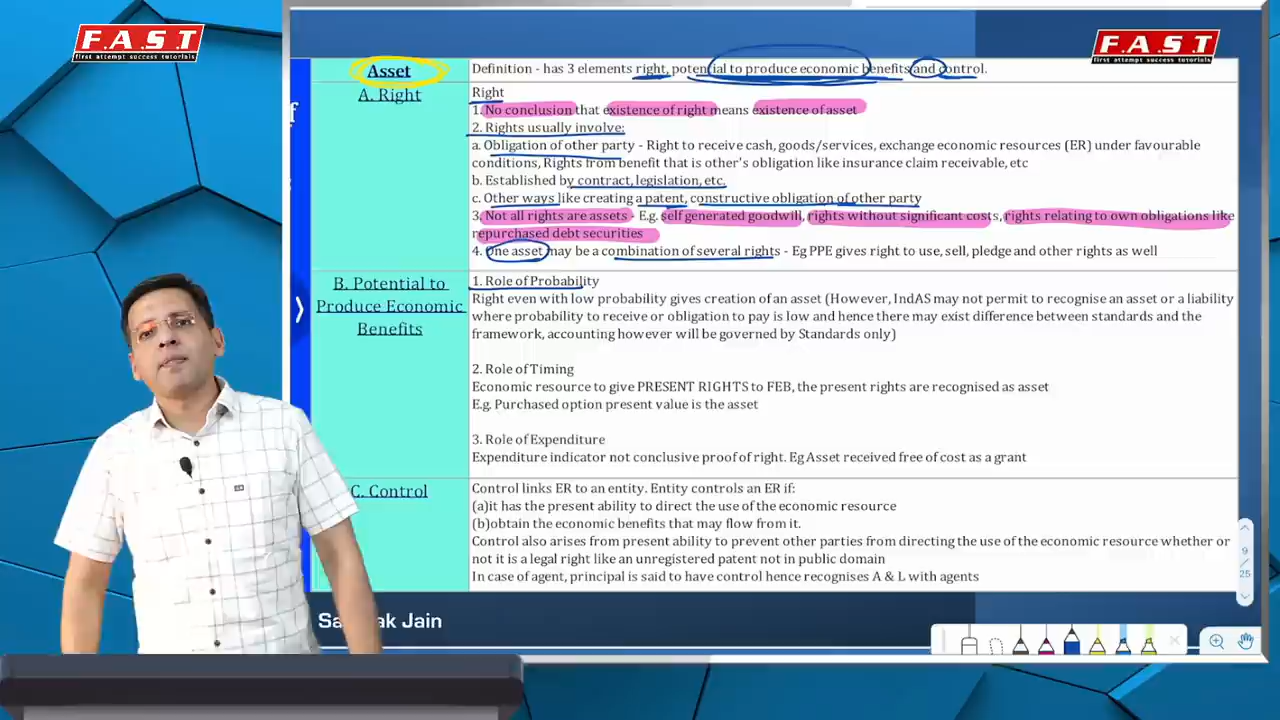 F.A.S.T
first attempt success tutorials
F.A.S.T
first attempt success tutorials
Asset
Definition - has 3 elements right, potential to produce economic benefits and control.
A. Right
Right
1. No conclusion that existence of right means existence of asset
2. Rights usually involve:
a. Obligation of other party - Right to receive cash, goods/services, exchange economic resources (ER) under favourable
conditions, Rights from benefit that is other's obligation like insurance claim receivable, etc
b. Established by contract, legislation, etc.
c. Other ways like creating a patent, constructive obligation of other party
3. Not all rights are assets - E.g. self generated goodwill, rights without significant costs, rights relating to own obligations like
repurchased debt securities
4. One asset may be a combination of several rights - Eg PPE gives right to use, sell, pledge and other rights as well
B. Potential to
Produce Economic
Benefits
1. Role of Probability
Right even with low probability gives creation of an asset (However, IndAS may not permit to recognise an asset or a liability
where probability to receive or obligation to pay is low and hence there may exist difference between standards and the
framework, accounting however will be governed by Standards only)
2. Role of Timing
Economic resource to give PRESENT RIGHTS to FEB, the present rights are recognised as asset
E.g. Purchased option present value is the asset
3. Role of Expenditure
Expenditure indicator not conclusive proof of right. Eg Asset received free of cost as a grant
C. Control
Control links ER to an entity. Entity controls an ER if:
(a)it has the present ability to direct the use of the economic resource
(b)obtain the economic benefits that may flow from it.
Control also arises from present ability to prevent other parties from directing the use of the economic resource whether or
not it is a legal right like an unregistered patent not in public domain
In case of agent, principal is said to have control hence recognises A & L with agents
9
/
25
Jain